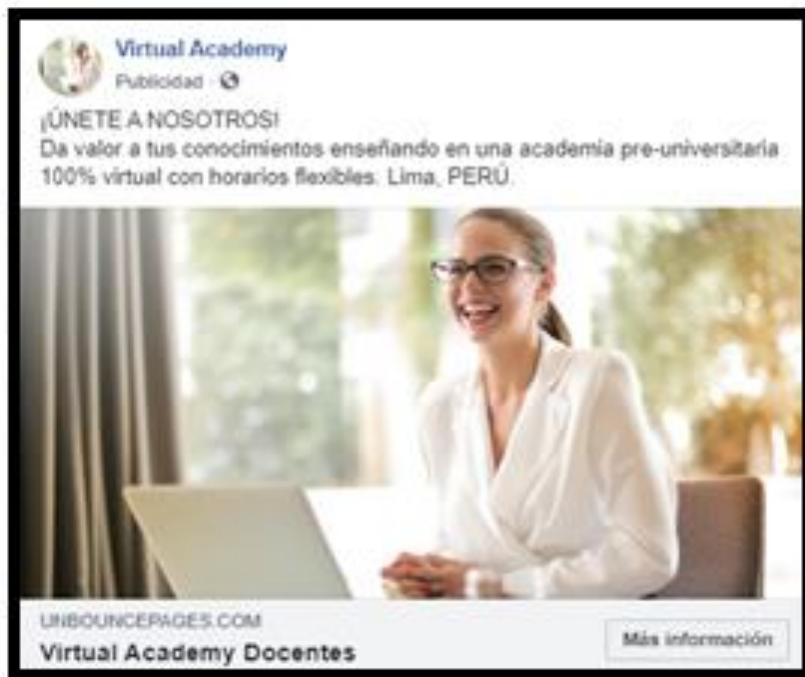 Virtual Academy
Publicidad
¡ÚNETE A NOSOTROS!
Da valor a tus conocimientos enseñando en una academia pre-universitaria
100% virtual con horarios flexibles. Lima, PERÚ.
UNBOUNCEPAGES.COM
Virtual Academy Docentes
Más información